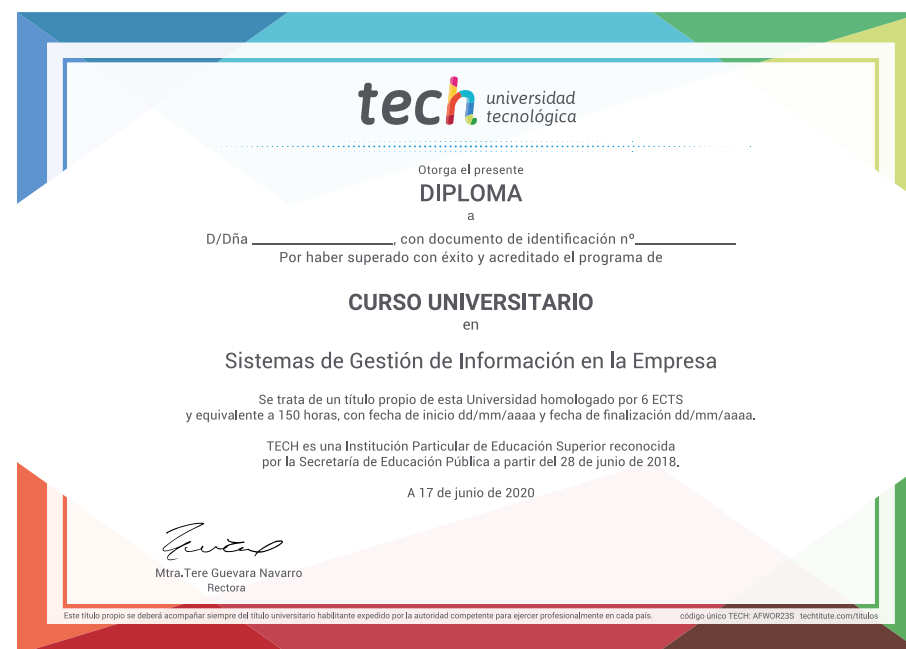 tech universidad
tecnológica
Otorga el presente
DIPLOMA
a
D/Dña ____________________, con documento de identificación nº______________
Por haber superado con éxito y acreditado el programa de
CURSO UNIVERSITARIO
en
Sistemas de Gestión de Información en la Empresa
Se trata de un título propio de esta Universidad homologado por 6 ECTS
y equivalente a 150 horas, con fecha de inicio dd/mm/aaaa y fecha de finalización dd/mm/aaaa.
TECH es una Institución Particular de Educación Superior reconocida
por la Secretaría de Educación Pública a partir del 28 de junio de 2018.
A 17 de junio de 2020
Mtra.Tere Guevara Navarro
Rectora
Este título propio se deberá acompañar siempre del título universitario habilitante expedido por la autoridad competente para ejercer profesionalmente en cada país. código único TECH: AFWOR23S techtitute.com/titulos